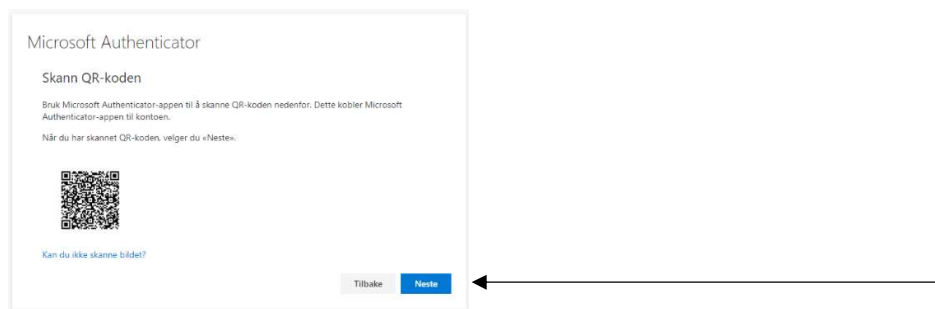 Microsoft Authenticator
Skann QR-koden
Bruk Microsoft Authenticator-appen til å skanne QR-koden nedenfor. Dette kobler Microsoft
Authenticator-appen til kontoen.
Når du har skannet QR-koden, velger du «Neste».
Kan du ikke skanne bildet?
Tilbake Neste